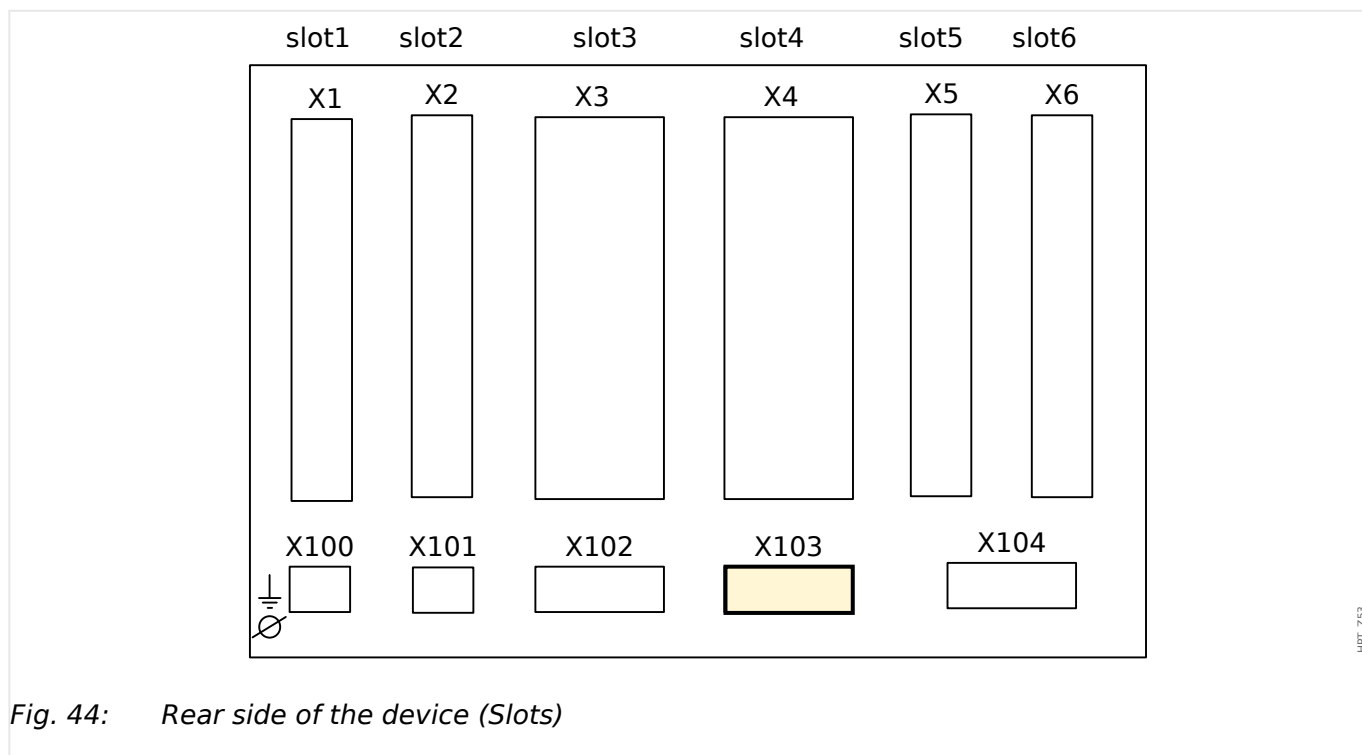 slot1 slot2 slot3 slot4 slot5 slot6
X1 X2 X3 X4 X5 X6
X100 X101 X102 X103 X104
HPT_Z53
Fig. 44: Rear side of the device (Slots)